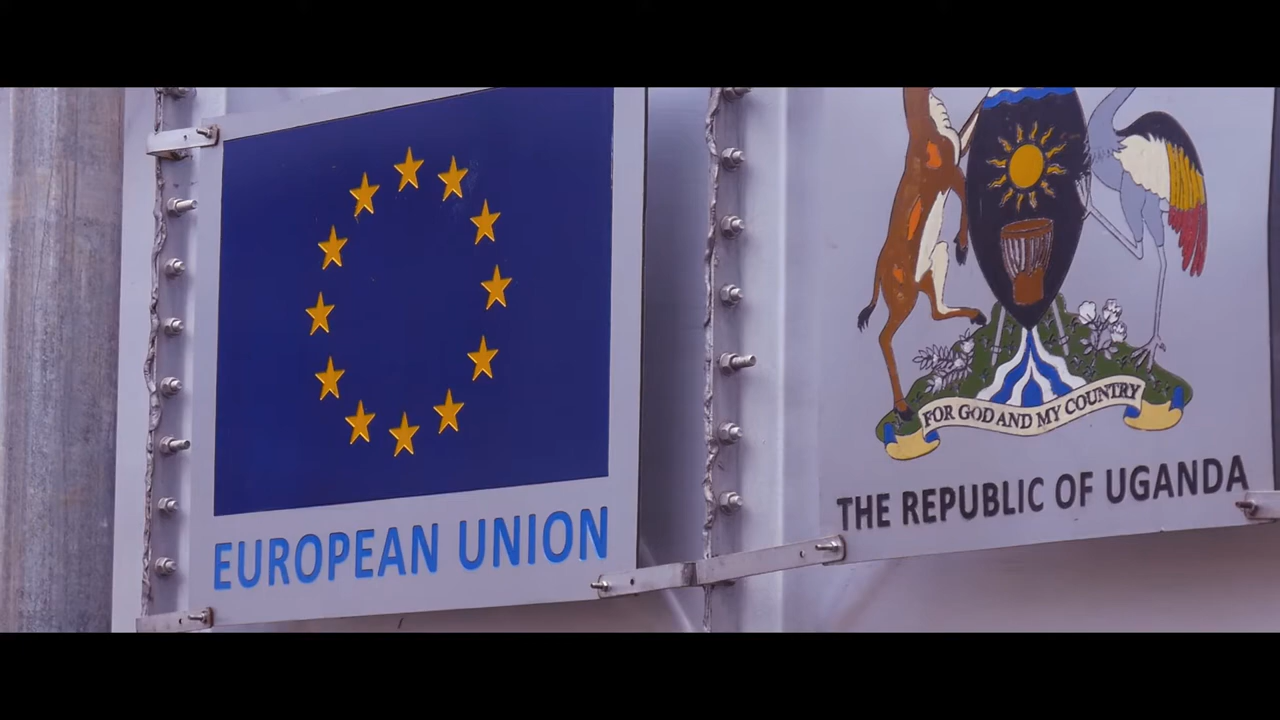 EUROPEAN UNION
FOR GOD AND MY COUNTRY
THE REPUBLIC OF UGANDA